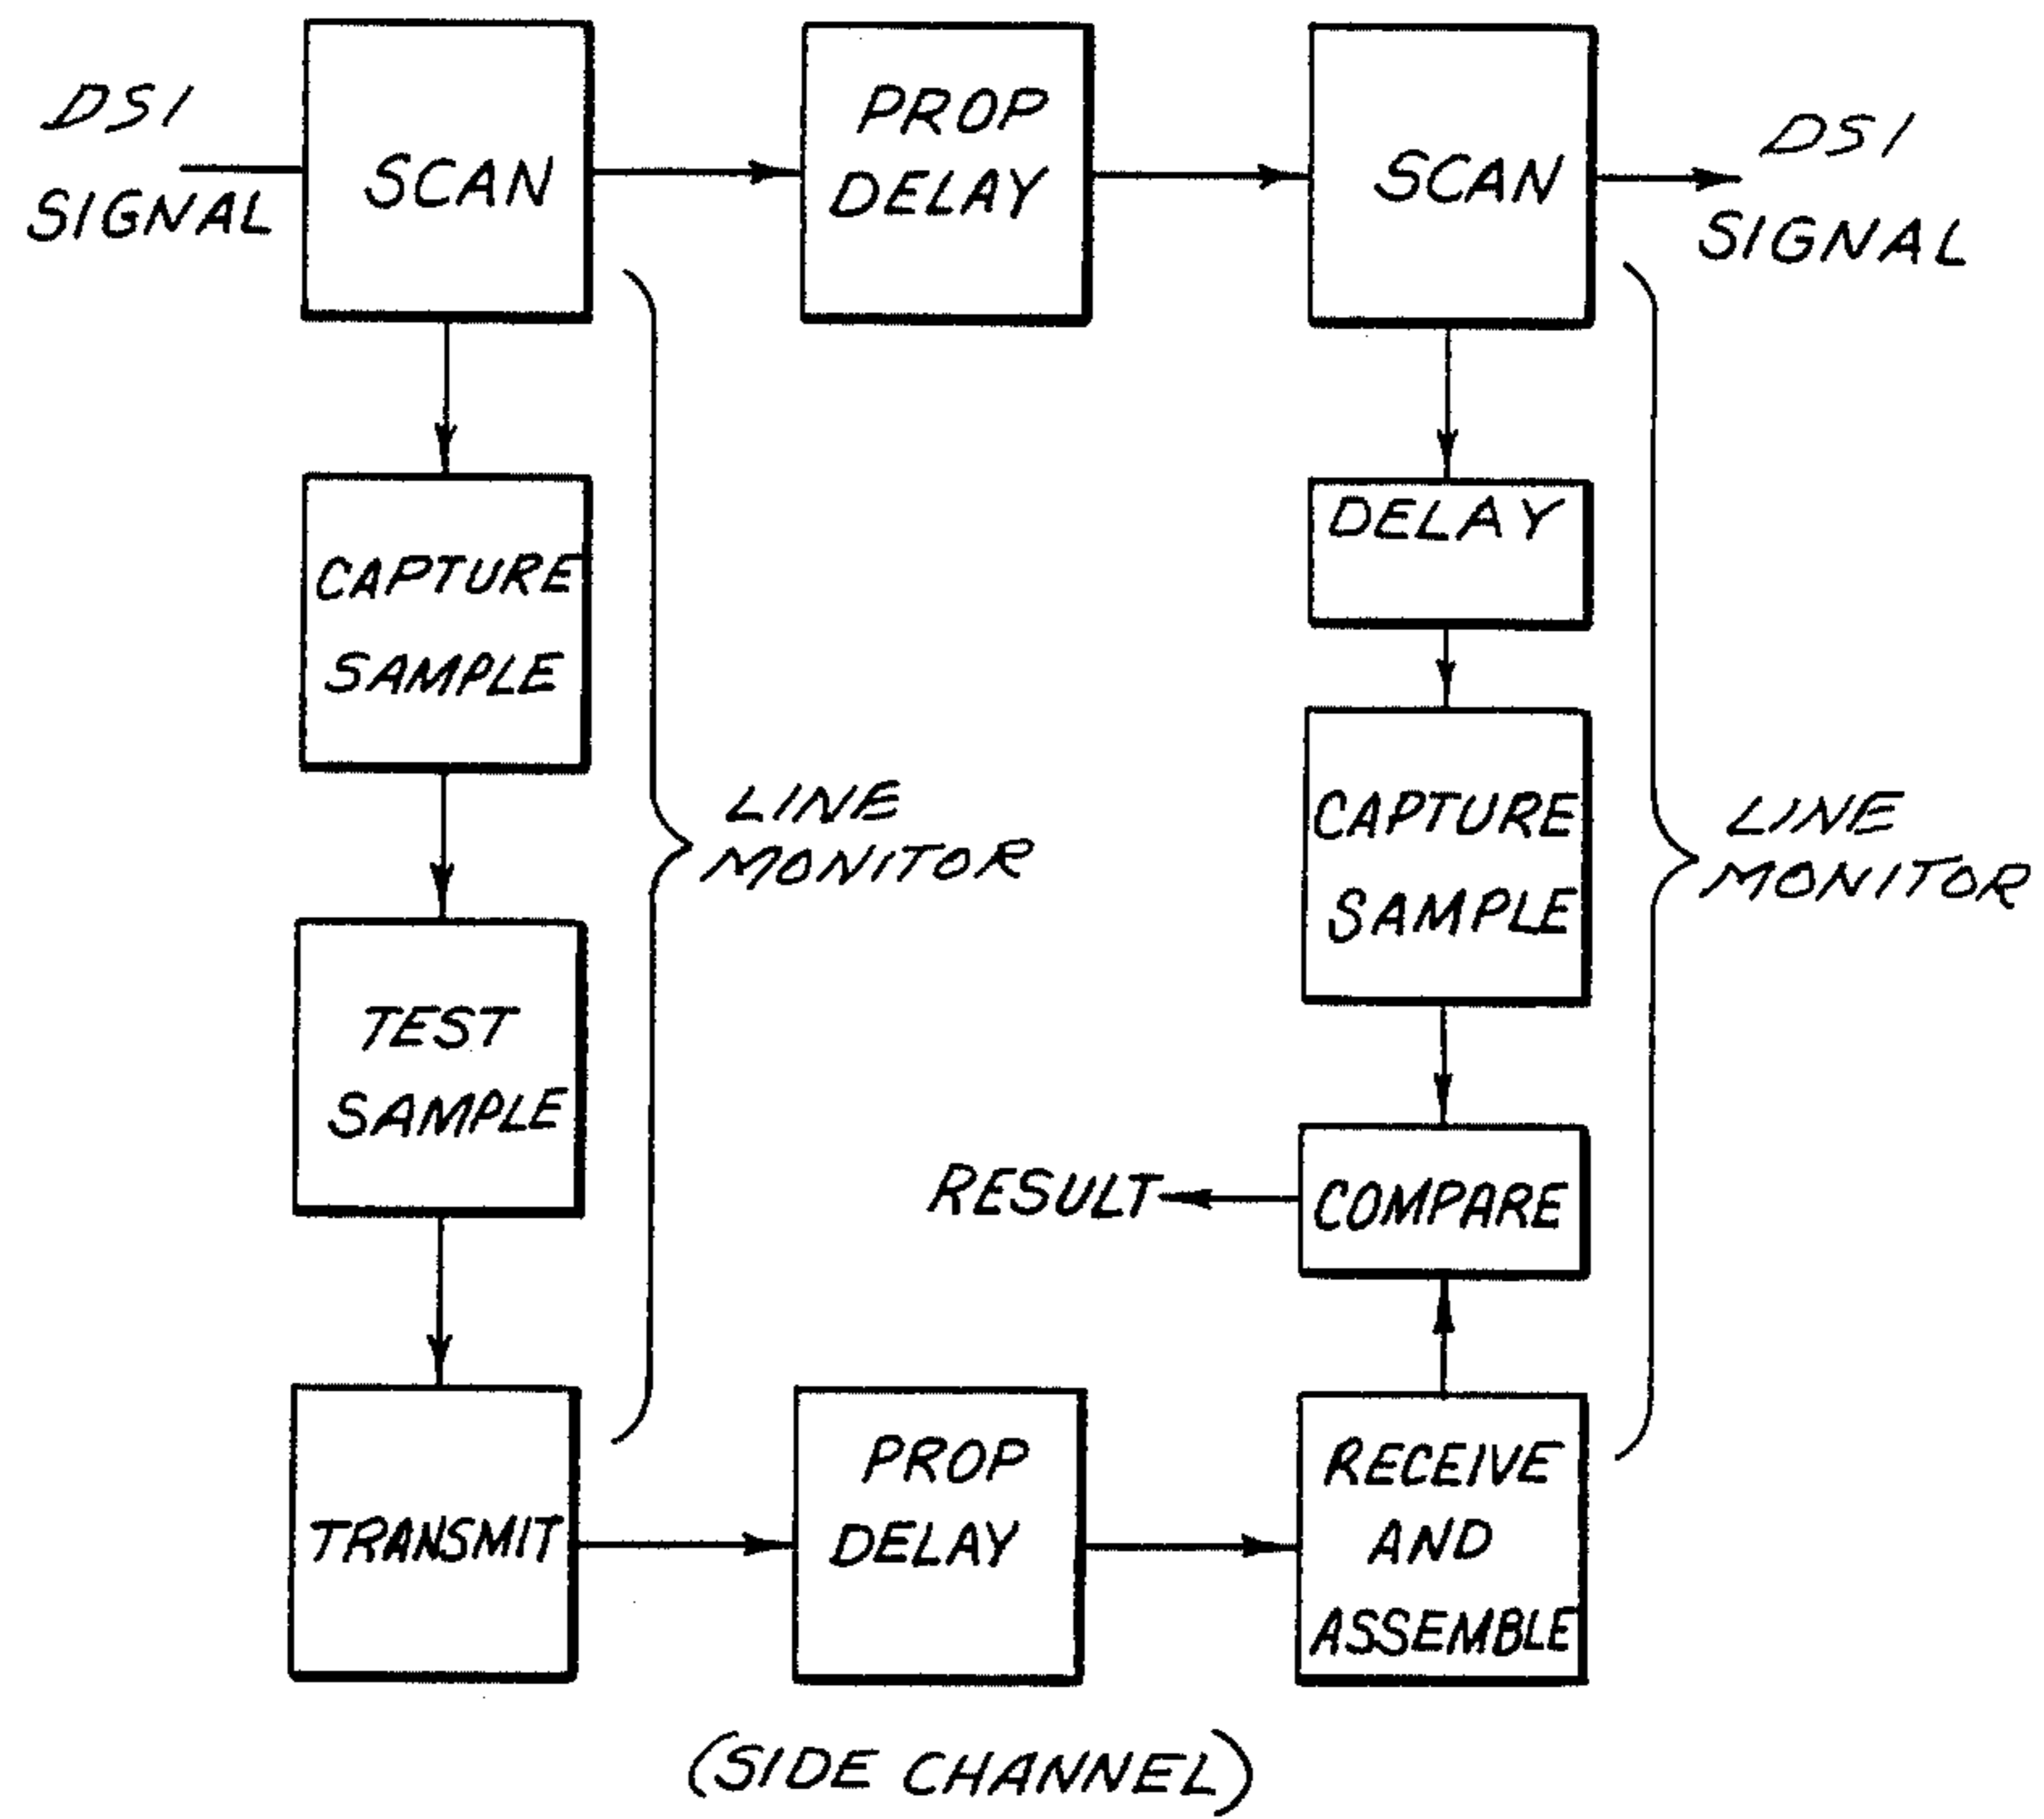 DS1
SIGNAL
SCAN
PROP
DELAY
SCAN
DS1
SIGNAL
CAPTURE
SAMPLE
DELAY
LINE
MONITOR
CAPTURE
SAMPLE
LINE
MONITOR
TEST
SAMPLE
RESULT
COMPARE
TRANSMIT
PROP
DELAY
RECEIVE
AND
ASSEMBLE
(SIDE CHANNEL)